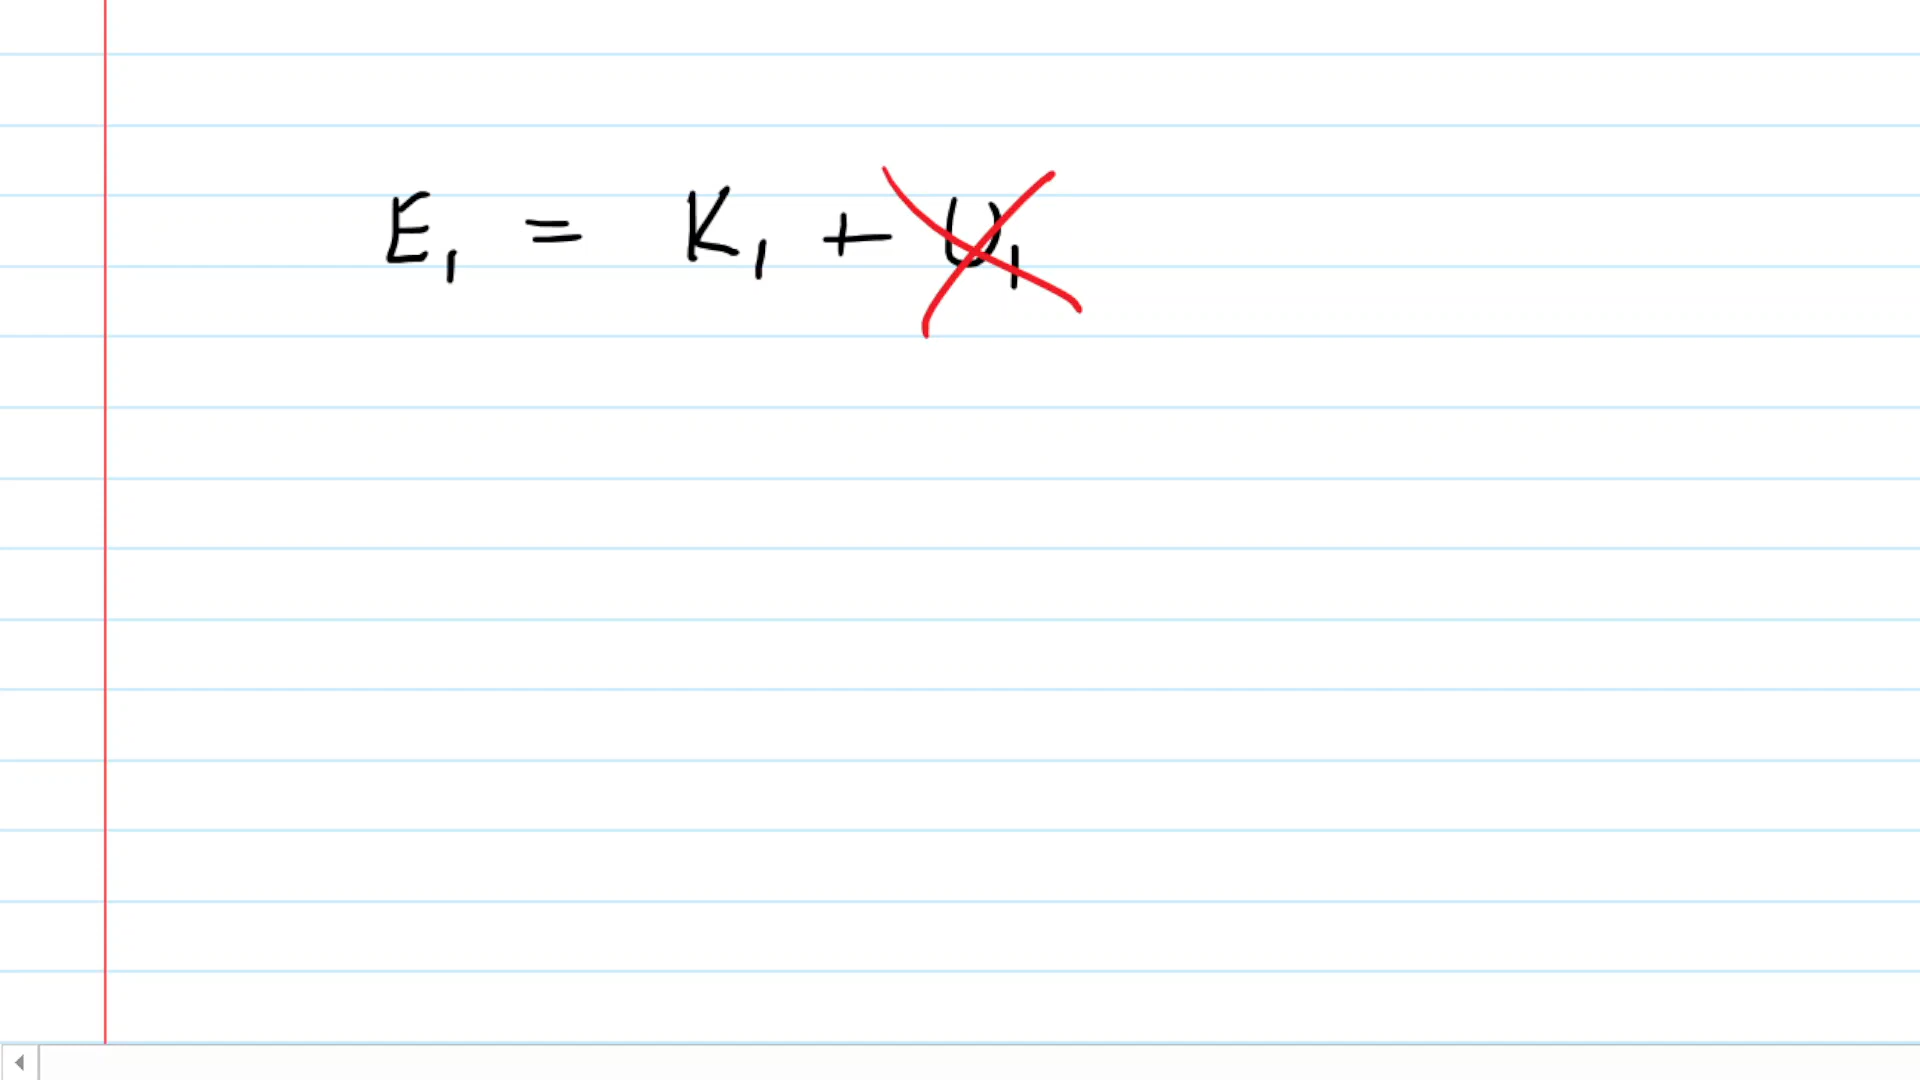 E₁ = K₁ + U₁